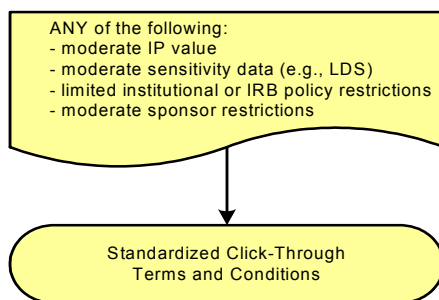 ANY of the following:
- moderate IP value
- moderate sensitivity data (e.g., LDS)
- limited institutional or IRB policy restrictions
- moderate sponsor restrictions
Standardized Click-Through
Terms and Conditions